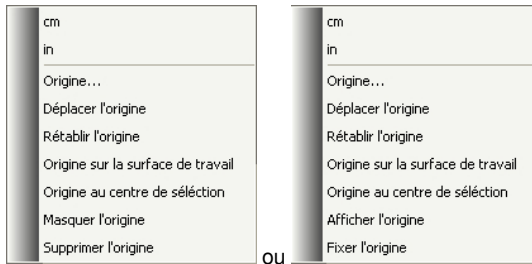 cm
in
Origine...
Déplacer l'origine
Rétablir l'origine
Origine sur la surface de travail
Origine au centre de séléction
Masquer l'origine
Supprimer l'origine
ou
cm
in
Origine...
Déplacer l'origine
Rétablir l'origine
Origine sur la surface de travail
Origine au centre de séléction
Afficher l'origine
Fixer l'origine